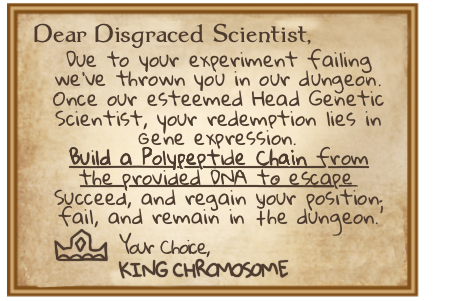 Dear Disgraced Scientist,
Due to your experiment failing
we've thrown you in our dungeon.
Once our esteemed Head Genetic
Scientist, your redemption lies in
gene expression.
Build a Polypeptide Chain from
the provided DNA to escape
Succeed, and regain your position;
fail, and remain in the dungeon.'
Your Choice,
KING CHROMOSOME